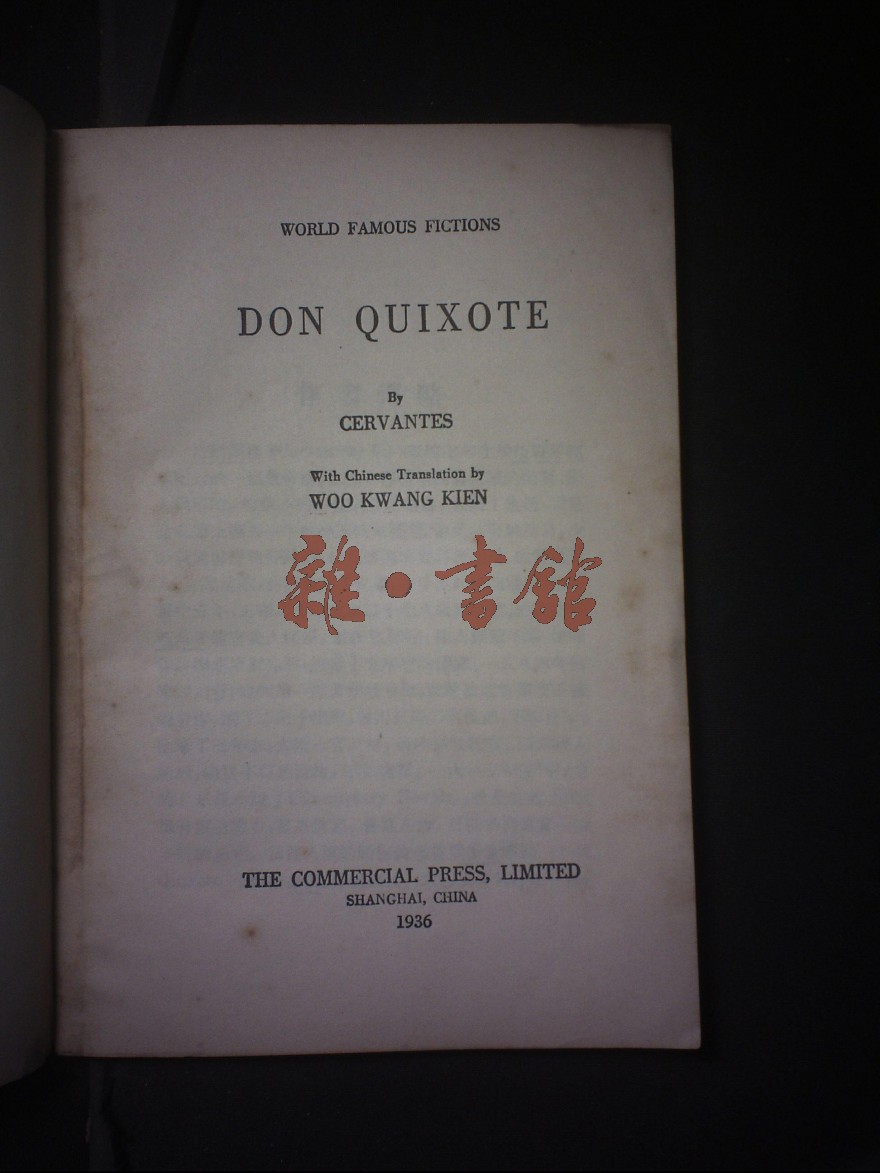 WORLD FAMOUS FICTIONS
DON QUIXOTE
By
CERVANTES
With Chinese Translation by
WOO KWANG KIEN
雜·書館
THE COMMERCIAL PRESS, LIMITED
SHANGHAI, CHINA
1936